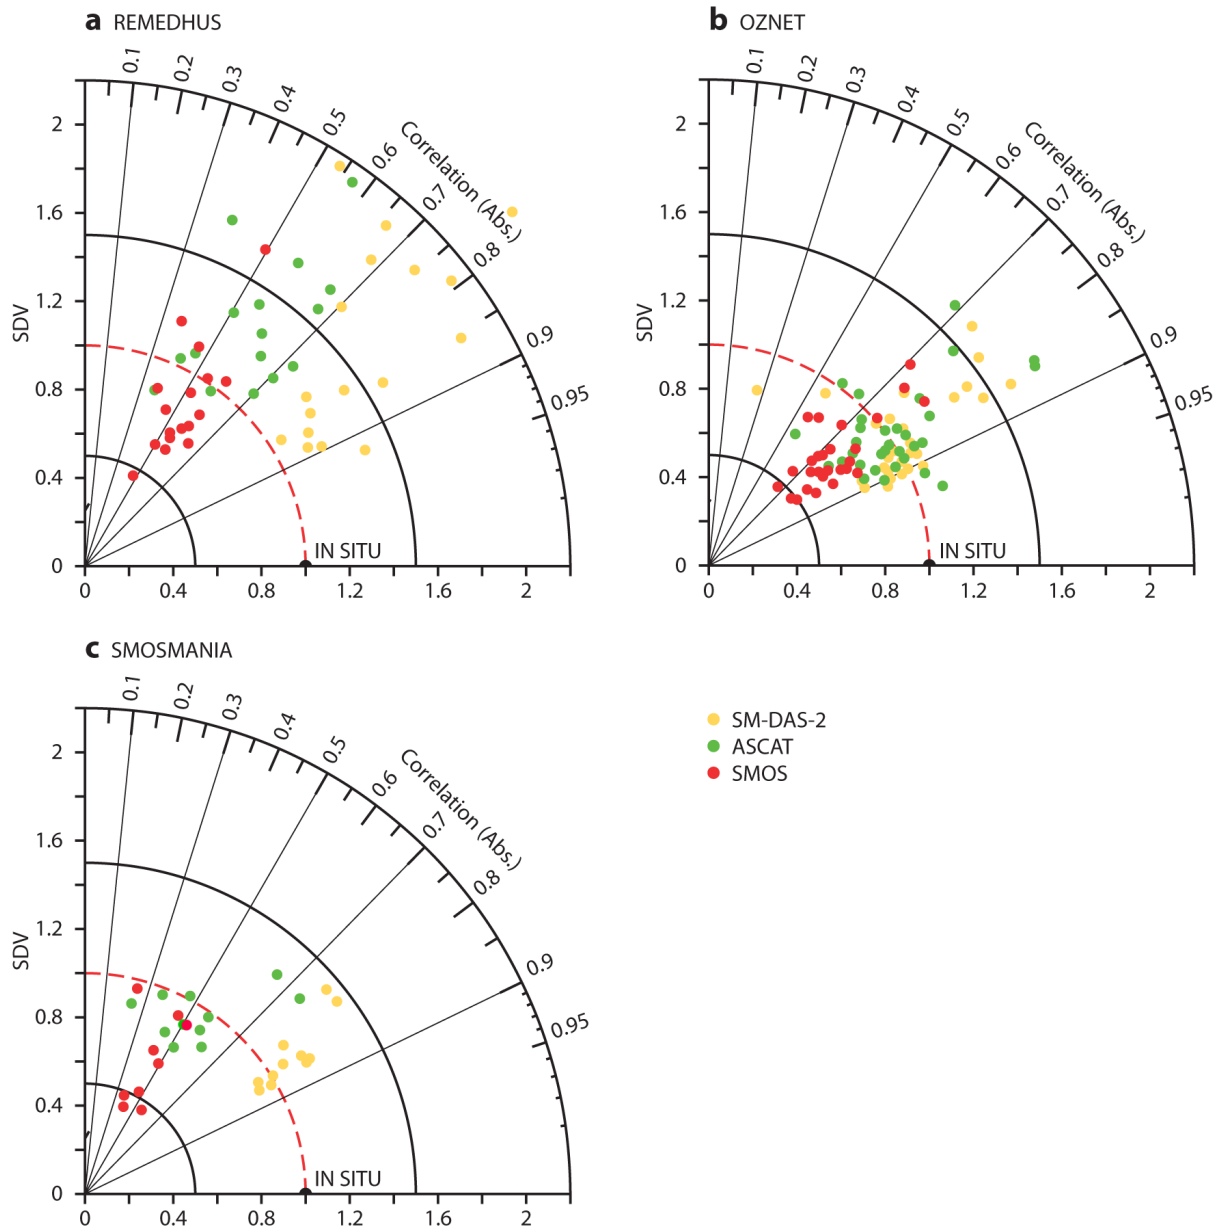 a REMEDHUS
0.1
0.2
0.3
0.4
0.5
0.6
0.7
0.8
0.9
0.95
Correlation (Abs.)
SDV
2
1.6
1.2
0.8
0.4
0
IN SITU
0 0.4 0.8 1.2 1.6 2
b OZNET
0.1
0.2
0.3
0.4
0.5
0.6
0.7
0.8
0.9
0.95
Correlation (Abs.)
SDV
2
1.6
1.2
0.8
0.4
0
IN SITU
0 0.4 0.8 1.2 1.6 2
c SMOSMANIA
0.1
0.2
0.3
0.4
0.5
0.6
0.7
0.8
0.9
0.95
Correlation (Abs.)
SDV
2
1.6
1.2
0.8
0.4
0
IN SITU
0 0.4 0.8 1.2 1.6 2
SM-DAS-2
ASCAT
SMOS